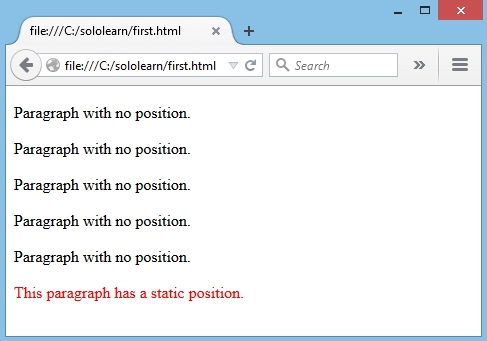 file:///C:/sololearn/first.html
file:///C:/sololearn/first.html
Search
Paragraph with no position.
Paragraph with no position.
Paragraph with no position.
Paragraph with no position.
Paragraph with no position.
This paragraph has a static position.